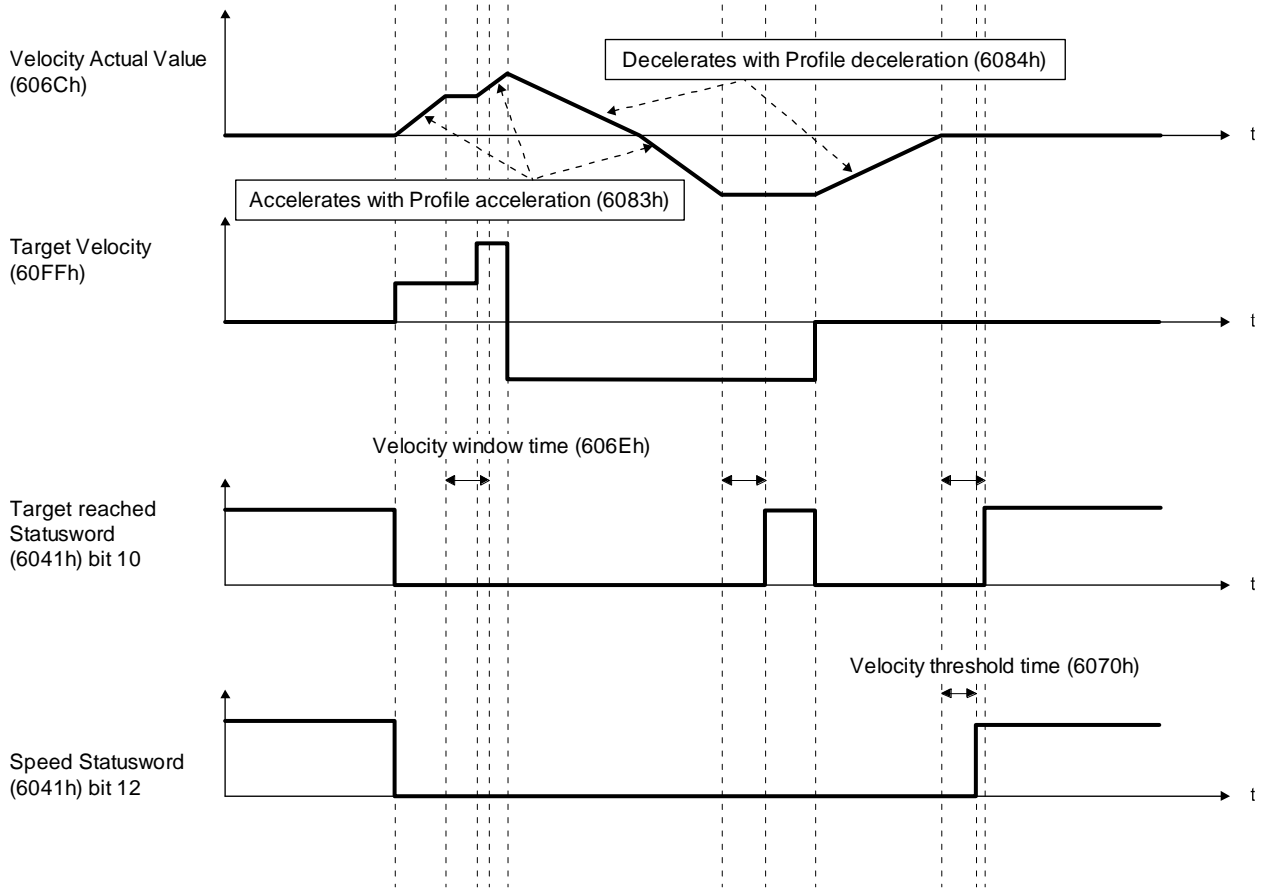 Velocity Actual Value
(606Ch)
Decelerates with Profile deceleration (6084h)
t
Accelerates with Profile acceleration (6083h)
Target Velocity
(60FFh)
t
Velocity window time (606Eh)
Target reached
Statusword
(6041h) bit 10
t
Velocity threshold time (6070h)
Speed Statusword
(6041h) bit 12
t